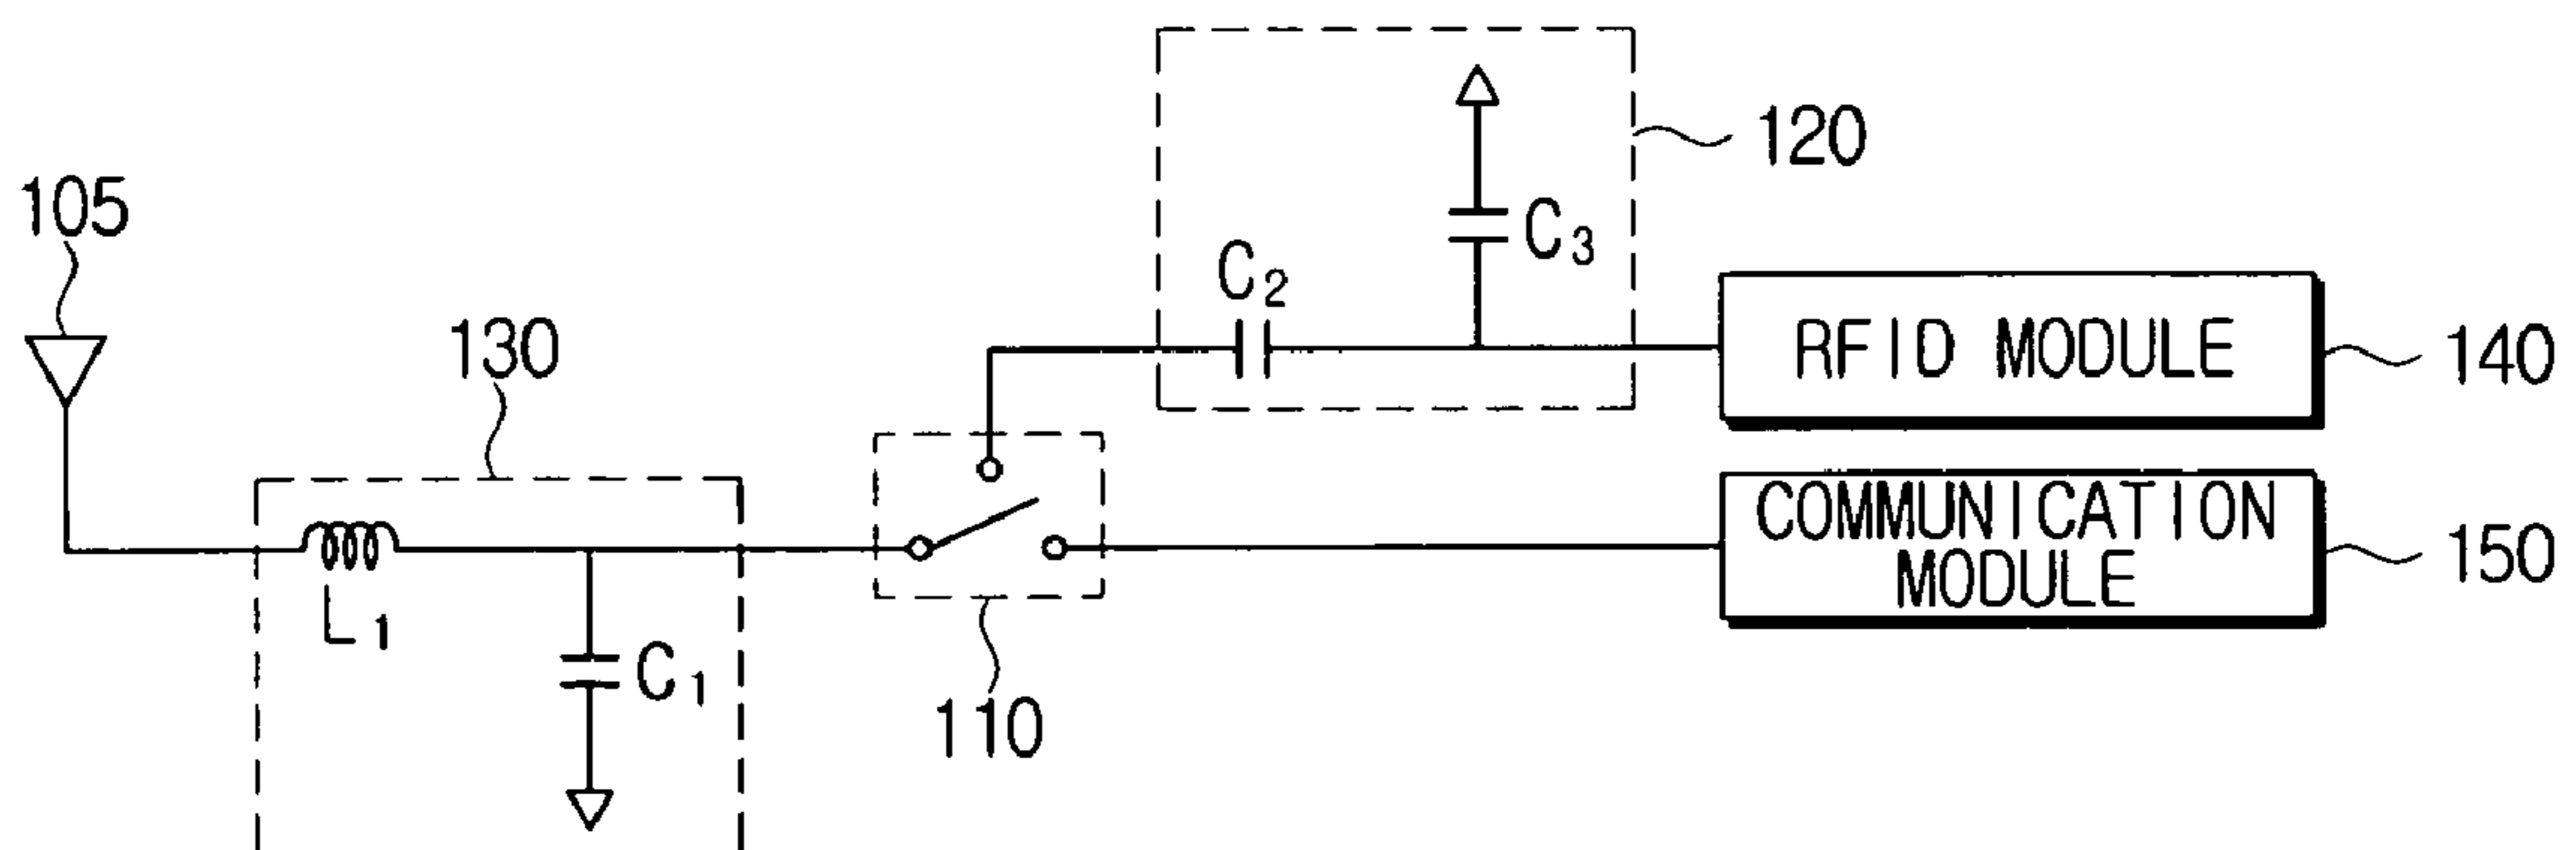 120
105
C3
C2
130
RFID MODULE
140
COMMUNICATION
MODULE
150
L1
C1
110